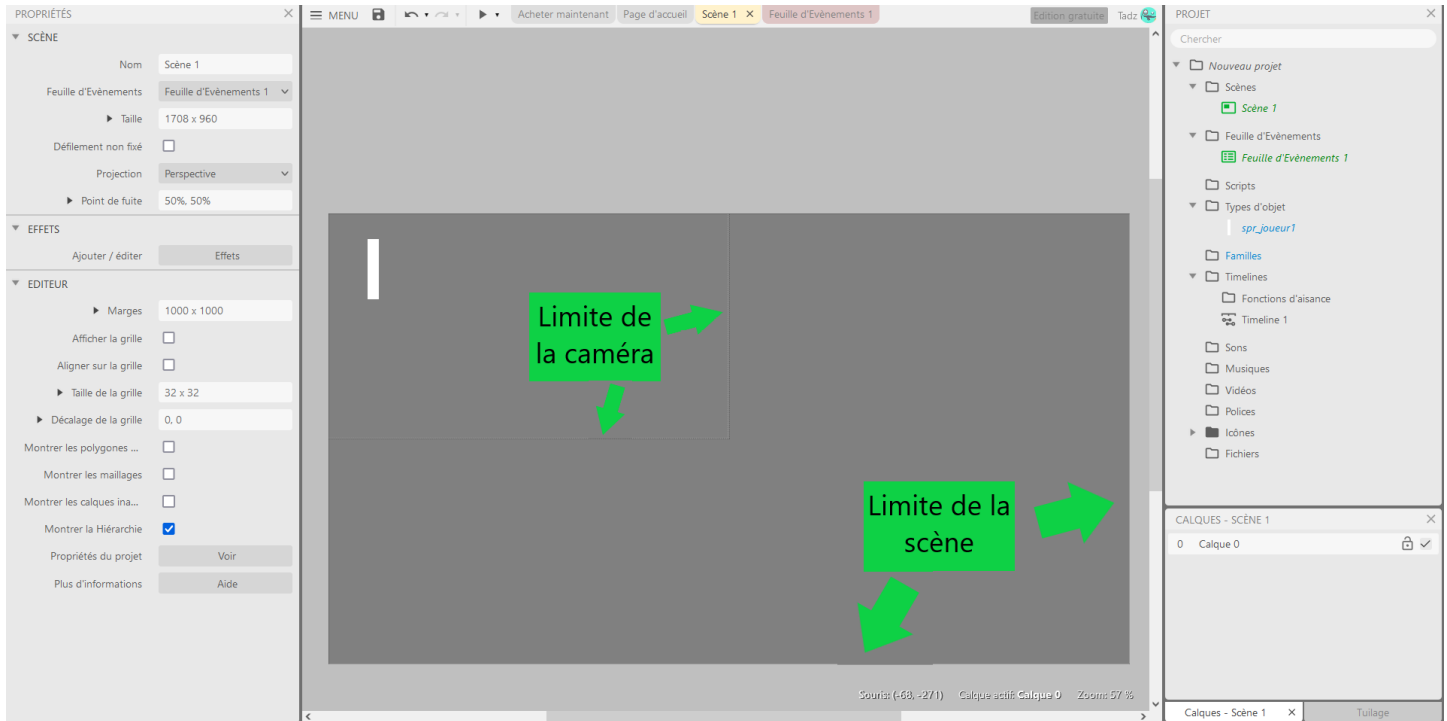 PROPRIÉTÉS
SCÈNE
Nom Scène 1
Feuille d'Evènements Feuille d'Evènements 1
Taille 1708 x 960
Défilement non fixé
Projection Perspective
Point de fuite 50%, 50%
EFFETS
Ajouter / éditer Effets
EDITEUR
Marges 1000 x 1000
Afficher la grille
Aligner sur la grille
Taille de la grille 32 x 32
Décalage de la grille 0, 0
Montrer les polygones ...
Montrer les maillages
Montrer les calques ina...
Montrer la Hiérarchie
Propriétés du projet Voir
Plus d'informations Aide
MENU Acheter maintenant Page d'accueil Scène 1 Feuille d'Evènements 1 Edition gratuite Tadz
Limite de
la caméra
Limite de la
scène
Souris: (-68, -271) Calque actif: Calque 0 Zoom: 57 %
PROJET
Chercher
Nouveau projet
Scènes
Scène 1
Feuille d'Evènements
Feuille d'Evènements 1
Scripts
Types d'objet
spr_joueur1
Familles
Timelines
Fonctions d'aisance
Timeline 1
Sons
Musiques
Vidéos
Polices
Icônes
Fichiers
CALQUES - SCÈNE 1
0 Calque 0
Calques - Scène 1 Tuilage